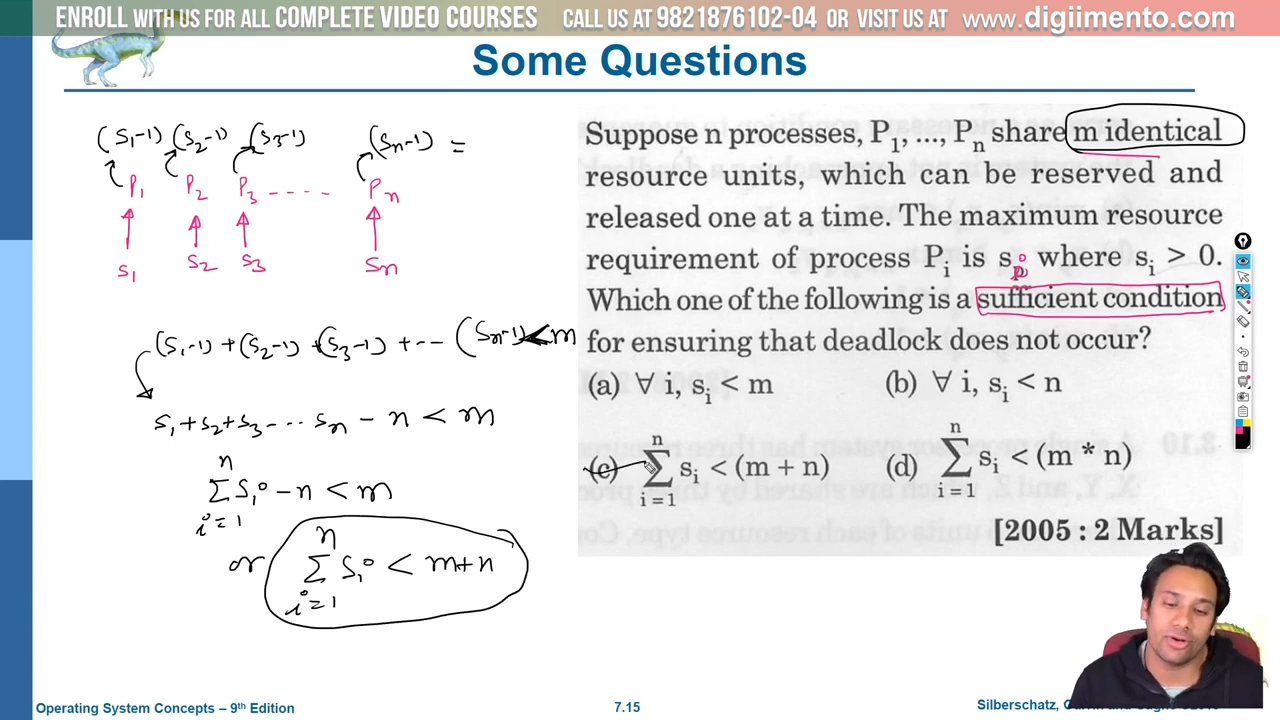 ENROLL WITH US FOR ALL COMPLETE VIDEO COURSES CALL US AT 9821876102-04 OR VISIT US AT www.digiimento.com
Some Questions
(S1-1) (S2-1) (S3-1) (Sn-1) =
P1 P2 P3 ---- Pn
S1 S2 S3 Sn
(S1-1) + (S2-1) + (S3-1) + -- (Sn-1) < m
S1 + S2 + S3 --- Sn - n < m
n
Σ Si - n < m
i=1
or
n
Σ Si < m+n
i=1
Suppose n processes, P1, ..., Pn share m identical
resource units, which can be reserved and
released one at a time. The maximum resource
requirement of process Pi is si where si > 0.
Which one of the following is a sufficient condition
for ensuring that deadlock does not occur?
(a) ∀ i, si < m (b) ∀ i, si < n
(c) n Σ i = 1 si < (m + n) (d) n Σ i = 1 si < (m * n)
[2005 : 2 Marks]
Operating System Concepts – 9th Edition 7.15 Silberschatz,